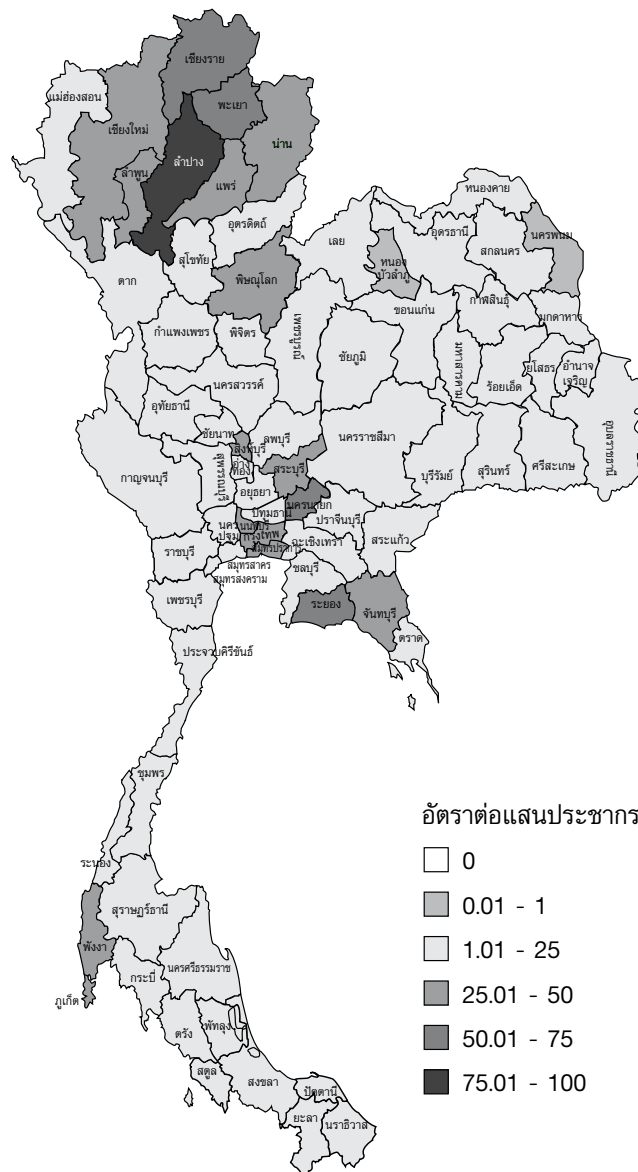 เชียงราย
แม่ฮ่องสอน
พะเยา
เชียงใหม่
น่าน
ลำปาง
ลำพูน
แพร่
หนองคาย
อุตรดิตถ์
เลย
อุดรธานี
นครพนม
สกลนคร
สุโขทัย
หนอง
บัวลำภู
ตาก
พิษณุโลก
กาฬสินธุ์
ขอนแก่น
มุกดาหาร
กำแพงเพชร
พิจิตร
เพชรบูรณ์
ชัยภูมิ
มหาสารคาม
ร้อยเอ็ด
ยโสธร
อำนาจ
เจริญ
นครสวรรค์
อุทัยธานี
อุบลราชธานี
ชัยนาท
ลพบุรี
นครราชสีมา
สิงห์บุรี
อ่าง
ทอง
สระบุรี
สุพรรณบุรี
กาญจนบุรี
บุรีรัมย์
สุรินทร์
ศรีสะเกษ
อยุธยา
นครนายก
ปทุมธานี
ปราจีนบุรี
นคร
ปฐม
นนทบุรี
กรุงเทพ
ฉะเชิงเทรา
สระแก้ว
สมุทรปราการ
ราชบุรี
สมุทรสาคร
สมุทรสงคราม
ชลบุรี
เพชรบุรี
ระยอง
จันทบุรี
ตราด
ประจวบคีรีขันธ์
ชุมพร
ระนอง
สุราษฎร์ธานี
พังงา
นครศรีธรรมราช
กระบี่
ภูเก็ต
ตรัง
พัทลุง
สตูล
สงขลา
ปัตตานี
ยะลา
นราธิวาส
อัตราต่อแสนประชากร
0
0.01 - 1
1.01 - 25
25.01 - 50
50.01 - 75
75.01 - 100